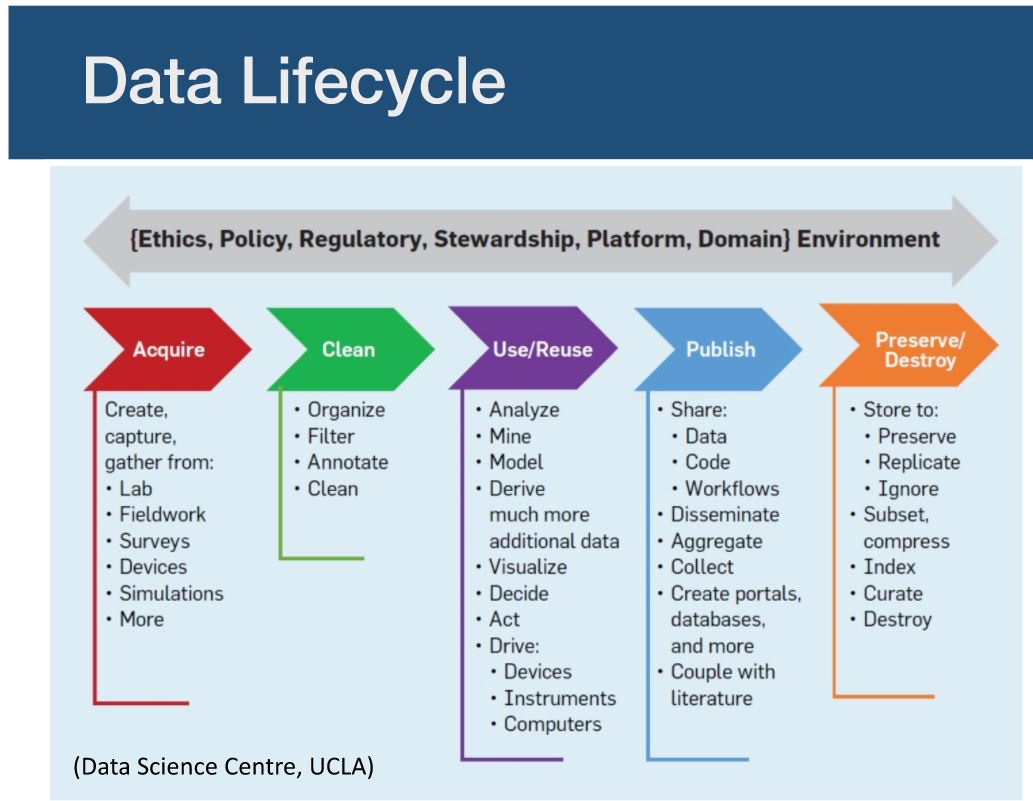 Data Lifecycle
{Ethics, Policy, Regulatory, Stewardship, Platform, Domain} Environment
Acquire
Create,
capture,
gather from:
• Lab
• Fieldwork
• Surveys
• Devices
• Simulations
• More
Clean
• Organize
• Filter
• Annotate
• Clean
Use/Reuse
• Analyze
• Mine
• Model
• Derive
much more
additional data
• Visualize
• Decide
• Act
• Drive:
• Devices
• Instruments
• Computers
Publish
• Share:
• Data
• Code
• Workflows
• Disseminate
• Aggregate
• Collect
• Create portals,
databases,
and more
• Couple with
literature
Preserve/
Destroy
• Store to:
• Preserve
• Replicate
• Ignore
• Subset,
compress
• Index
• Curate
• Destroy
(Data Science Centre, UCLA)